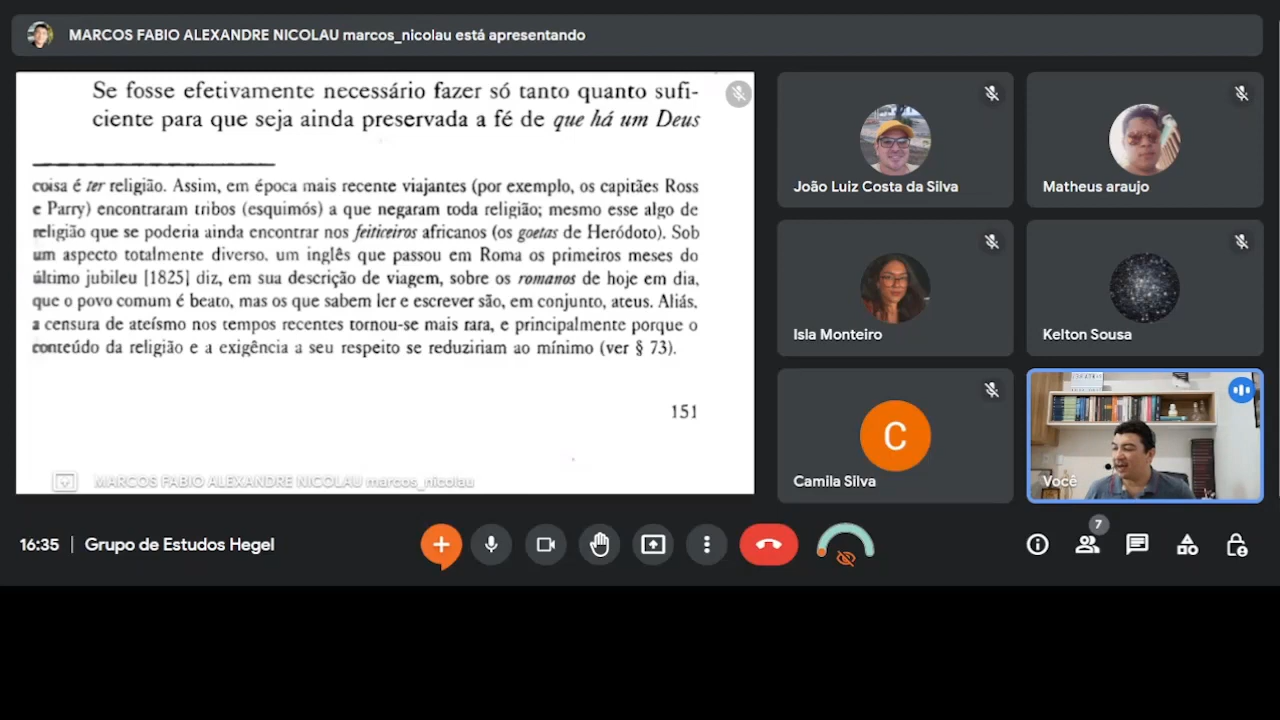 MARCOS FABIO ALEXANDRE NICOLAU marcos_nicolau está apresentando
Se fosse efetivamente necessário fazer só tanto quanto sufi-
ciente para que seja ainda preservada a fé de que há um Deus
coisa é ter religião. Assim, em época mais recente viajantes (por exemplo, os capitães Ross
e Parry) encontraram tribos (esquimós) a que negaram toda religião; mesmo esse algo de
religião que se poderia ainda encontrar nos feiticeiros africanos (os goetas de Heródoto). Sob
um aspecto totalmente diverso, um inglês que passou em Roma os primeiros meses do
último jubileu [1825] diz, em sua descrição de viagem, sobre os romanos de hoje em dia,
que o povo comum é beato, mas os que sabem ler e escrever são, em conjunto, ateus. Aliás,
a censura de ateísmo nos tempos recentes tornou-se mais rara, e principalmente porque o
conteúdo da religião e a exigência a seu respeito se reduziriam ao mínimo (ver § 73).
151
MARCOS FABIO ALEXANDRE NICOLAU marcos_nicolau
João Luiz Costa da Silva
Matheus araujo
Isla Monteiro
Kelton Sousa
C
Camila Silva
Você
16:35 | Grupo de Estudos Hegel
7